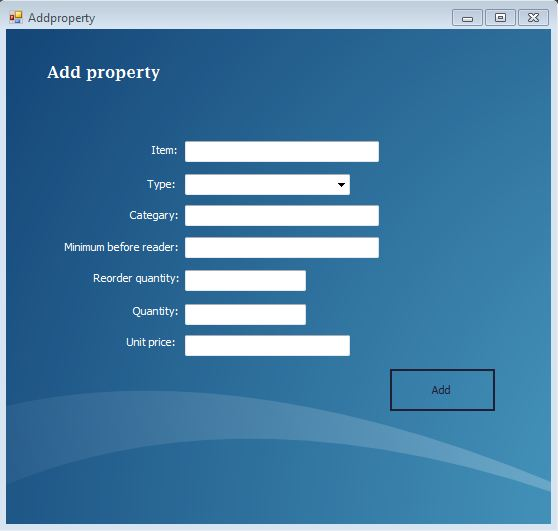 Addproperty
Add property
Item:
Type:
Categary:
Minimum before reader:
Reorder quantity:
Quantity:
Unit price:
Add